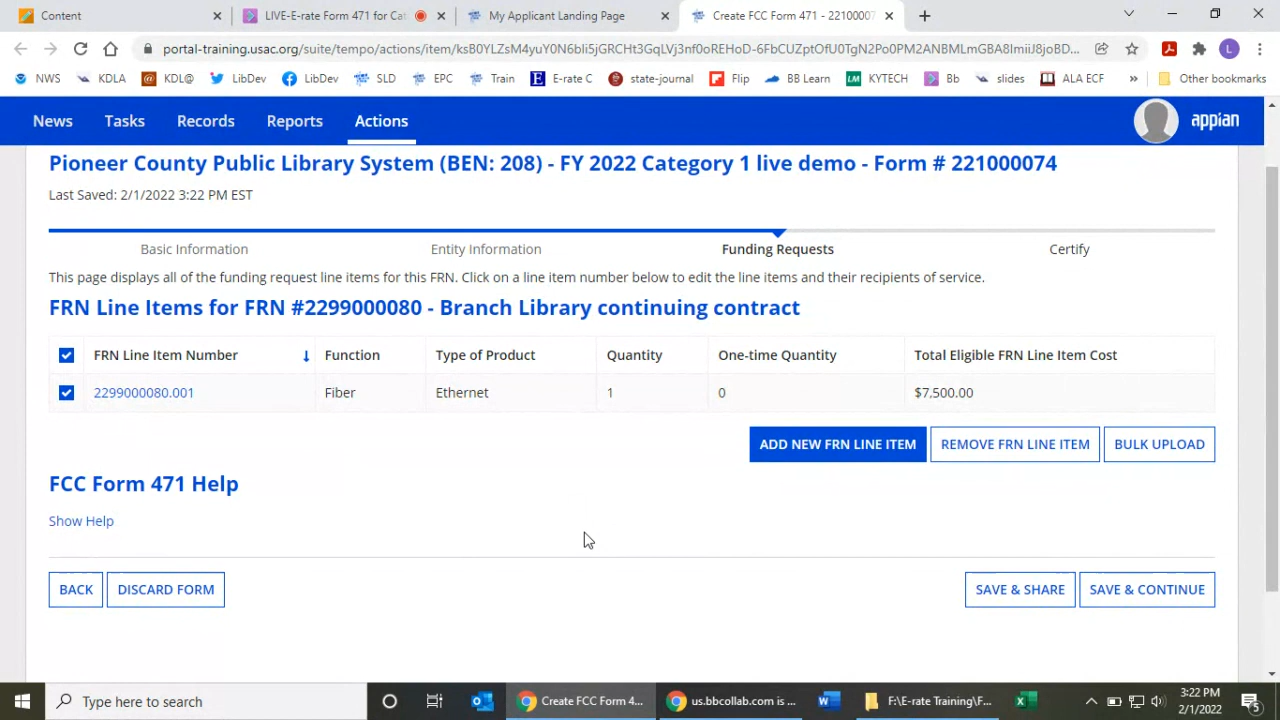 Content
LIVE-E-rate Form 471 for Cat
My Applicant Landing Page
Create FCC Form 471 - 22100007
portal-training.usac.org/suite/tempo/actions/item/
NWS
KDLA
KDL@
LibDev
LibDev
SLD
EPC
Train
E-rate C
state-journal
Flip
BB Learn
KYTECH
Bb
slides
ALA ECF
»
Other bookmarks
News
Tasks
Records
Reports
Actions
appian
Pioneer County Public Library System (BEN: 208) - FY 2022 Category 1 live demo - Form # 221000074
Last Saved: 2/1/2022 3:22 PM EST
Basic Information
Entity Information
Funding Requests
Certify
This page displays all of the funding request line items for this FRN. Click on a line item number below to edit the line items and their recipients of service.
FRN Line Items for FRN #2299000080 - Branch Library continuing contract
FRN Line Item Number ↓ Function Type of Product Quantity One-time Quantity Total Eligible FRN Line Item Cost
2299000080.001 Fiber Ethernet 1 0 $7,500.00
ADD NEW FRN LINE ITEM
REMOVE FRN LINE ITEM
BULK UPLOAD
FCC Form 471 Help
Show Help
BACK
DISCARD FORM
SAVE & SHARE
SAVE & CONTINUE
Type here to search
Create FCC Form 4...
us.bbcollab.com is ...
F:\E-rate Training\F...
3:22 PM
2/1/2022
5